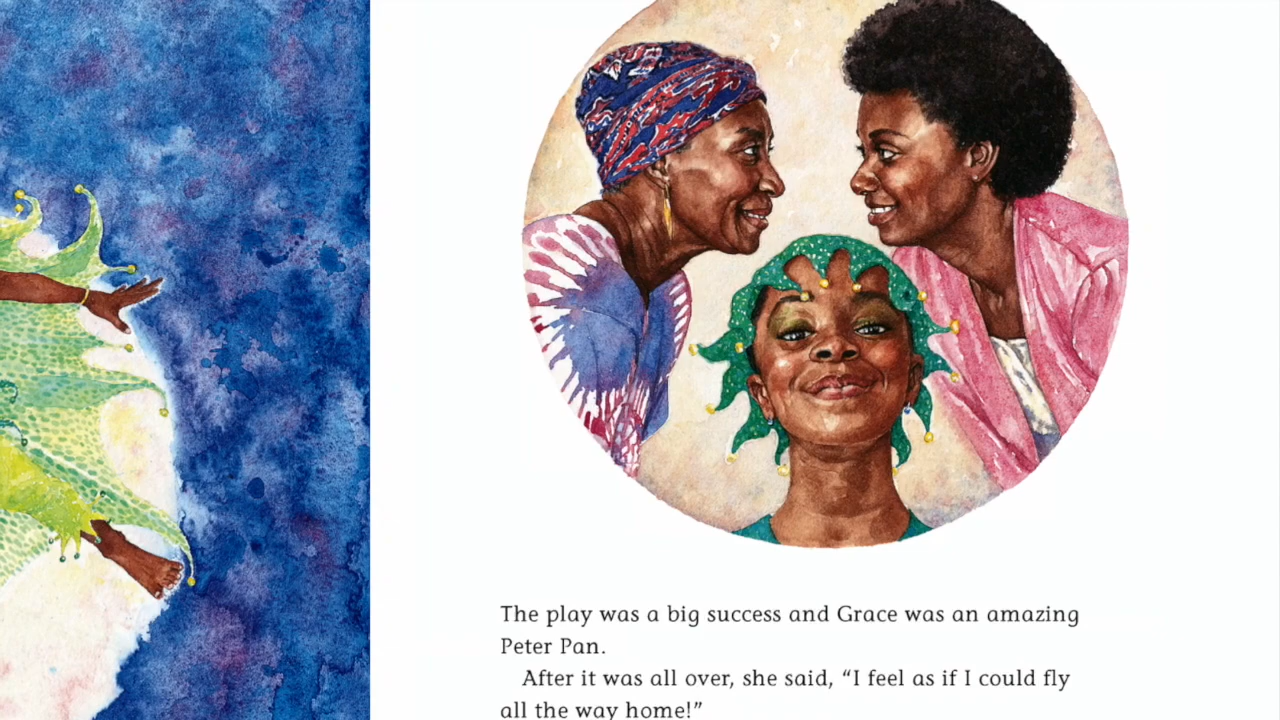 The play was a big success and Grace was an amazing
Peter Pan.
After it was all over, she said, “I feel as if I could fly
all the way home!”